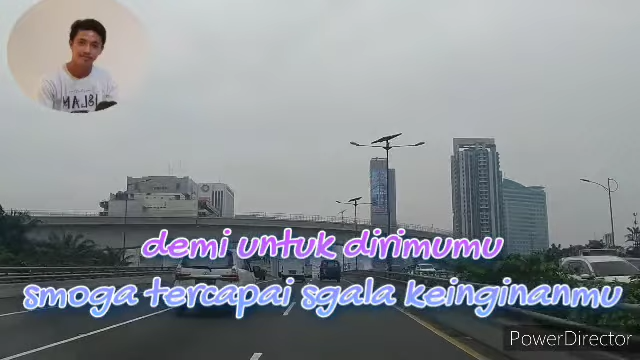 demi untuk dirimumu
smoga tercapai sgala keinginanmu
PowerDirector